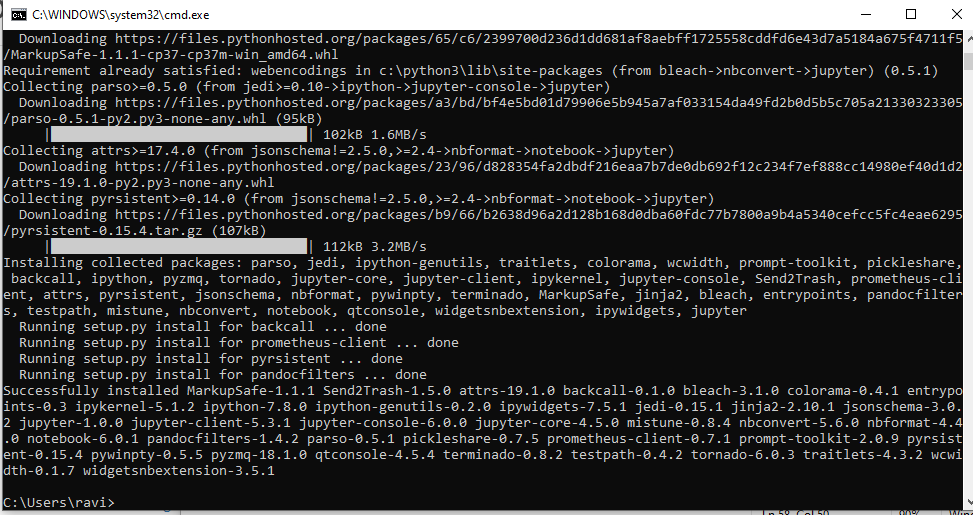 C:\WINDOWS\system32\cmd.exe
Downloading https://files.pythonhosted.org/packages/65/c6/2399700d236d1dd681af8aebff1725558cddfd6e43d7a5184a675f4711f5
/MarkupSafe-1.1.1-cp37-cp37m-win_amd64.whl
Requirement already satisfied: webencodings in c:\python3\lib\site-packages (from bleach->nbconvert->jupyter) (0.5.1)
Collecting parso>=0.5.0 (from jedi>=0.10->ipython->jupyter-console->jupyter)
Downloading https://files.pythonhosted.org/packages/a3/bd/bf4e5bd01d79906e5b945a7af033154da49fd2b0d5b5c705a21330323305
/parso-0.5.1-py2.py3-none-any.whl (95kB)
| | 102kB 1.6MB/s
Collecting attrs>=17.4.0 (from jsonschema!=2.5.0,>=2.4->nbformat->notebook->jupyter)
Downloading https://files.pythonhosted.org/packages/23/96/d828354fa2dbdf216eaa7b7de0db692f12c234f7ef888cc14980ef40d1d2
/attrs-19.1.0-py2.py3-none-any.whl
Collecting pyrsistent>=0.14.0 (from jsonschema!=2.5.0,>=2.4->nbformat->notebook->jupyter)
Downloading https://files.pythonhosted.org/packages/b9/66/b2638d96a2d128b168d0dba60fdc77b7800a9b4a5340cefcc5fc4eae6295
/pyrsistent-0.15.4.tar.gz (107kB)
| | 112kB 3.2MB/s
Installing collected packages: parso, jedi, ipython-genutils, traitlets, colorama, wcwidth, prompt-toolkit, pickleshare,
backcall, ipython, pyzmq, tornado, jupyter-core, jupyter-client, ipykernel, jupyter-console, Send2Trash, prometheus-cli
ent, attrs, pyrsistent, jsonschema, nbformat, pywinpty, terminado, MarkupSafe, jinja2, bleach, entrypoints, pandocfilter
s, testpath, mistune, nbconvert, notebook, qtconsole, widgetsnbextension, ipywidgets, jupyter
Running setup.py install for backcall ... done
Running setup.py install for prometheus-client ... done
Running setup.py install for pyrsistent ... done
Running setup.py install for pandocfilters ... done
Successfully installed MarkupSafe-1.1.1 Send2Trash-1.5.0 attrs-19.1.0 backcall-0.1.0 bleach-3.1.0 colorama-0.4.1 entrypo
ints-0.3 ipykernel-5.1.2 ipython-7.8.0 ipython-genutils-0.2.0 ipywidgets-7.5.1 jedi-0.15.1 jinja2-2.10.1 jsonschema-3.0.
2 jupyter-1.0.0 jupyter-client-5.3.1 jupyter-console-6.0.0 jupyter-core-4.5.0 mistune-0.8.4 nbconvert-5.6.0 nbformat-4.4
.0 notebook-6.0.1 pandocfilters-1.4.2 parso-0.5.1 pickleshare-0.7.5 prometheus-client-0.7.1 prompt-toolkit-2.0.9 pyrsist
ent-0.15.4 pywinpty-0.5.5 pyzmq-18.1.0 qtconsole-4.5.4 terminado-0.8.2 testpath-0.4.2 tornado-6.0.3 traitlets-4.3.2 wcwi
dth-0.1.7 widgetsnbextension-3.5.1
C:\Users\ravi>